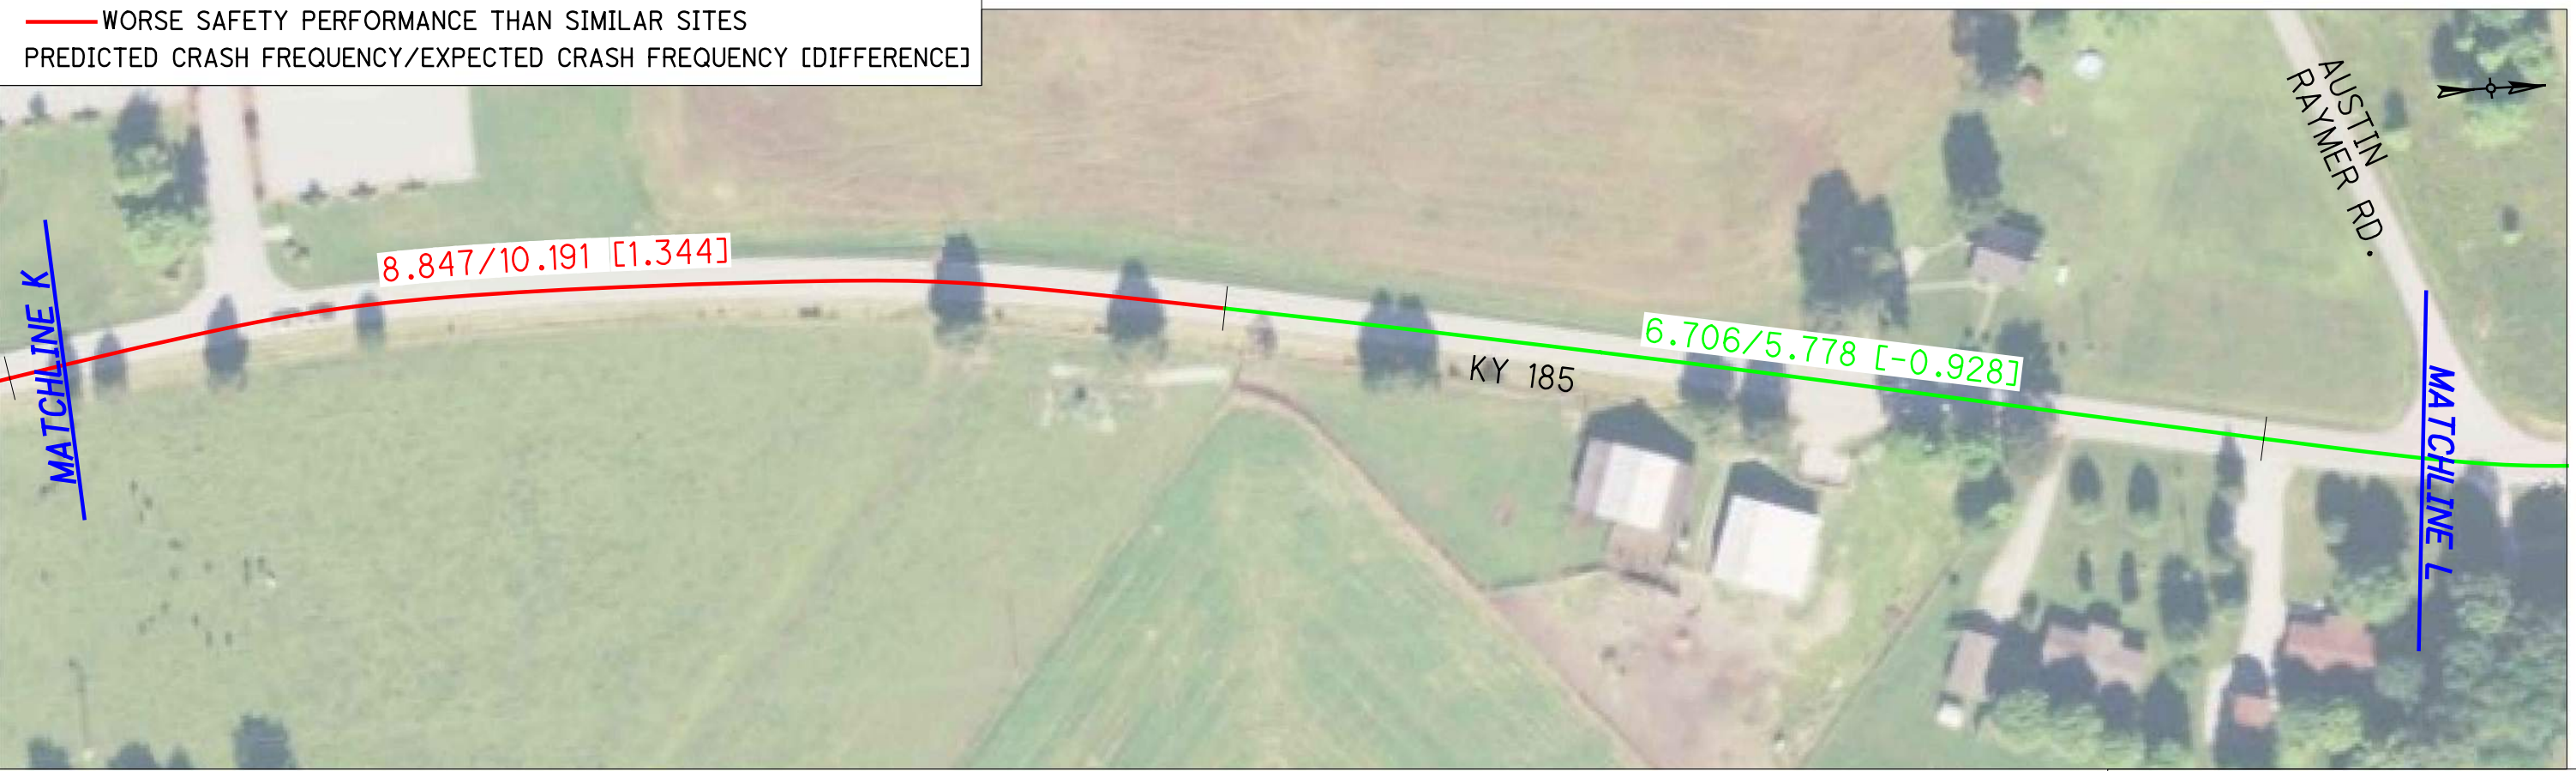 WORSE SAFETY PERFORMANCE THAN SIMILAR SITES
PREDICTED CRASH FREQUENCY/EXPECTED CRASH FREQUENCY [DIFFERENCE]
MATCHLINE K
8.847/10.191 [1.344]
KY 185
6.706/5.778 [-0.928]
AUSTIN
RAYMER RD.
MATCHLINE L